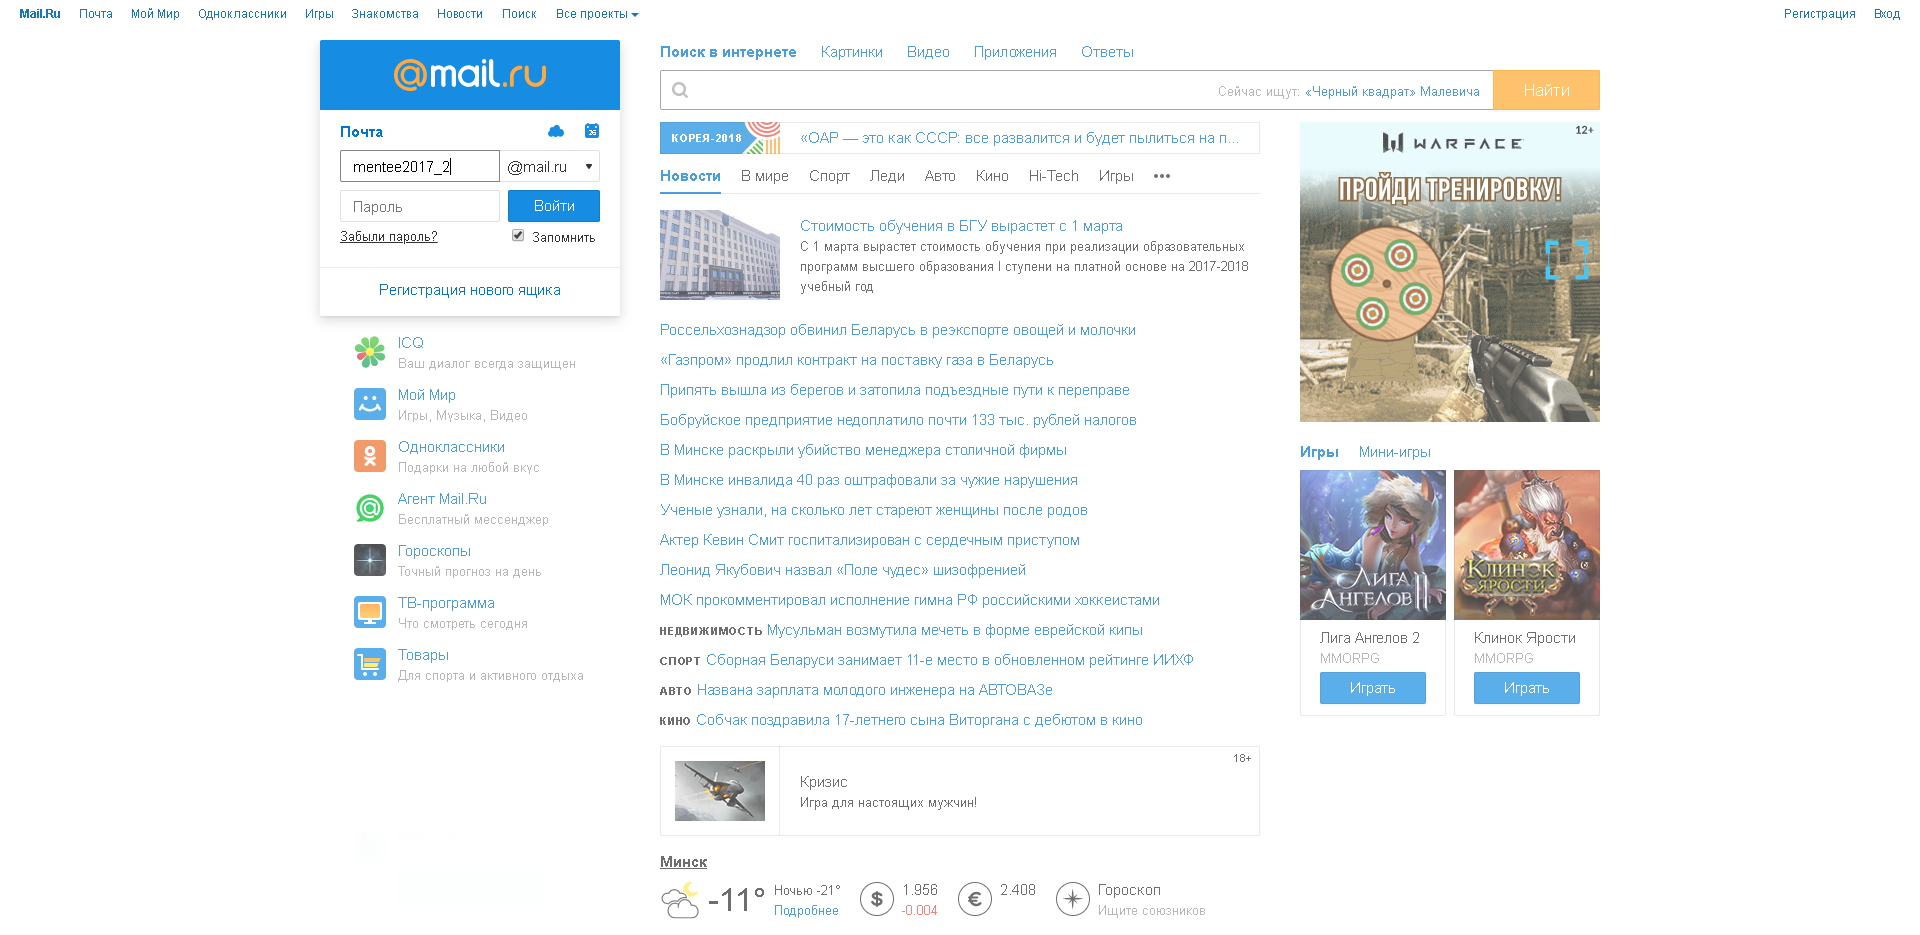 Mail.Ru Почта Мой Мир Одноклассники Игры Знакомства Новости Поиск Все проекты Регистрация Вход
@mail.ru
Почта
26
mentee2017_2 @mail.ru
Пароль Войти
Забыли пароль? Запомнить
Регистрация нового ящика
ICQ
Ваш диалог всегда защищен
Мой Мир
Игры, Музыка, Видео
Одноклассники
Подарки на любой вкус
Агент Mail.Ru
Бесплатный мессенджер
Гороскопы
Точный прогноз на день
ТВ-программа
Что смотреть сегодня
Товары
Для спорта и активного отдыха
Поиск в интернете Картинки Видео Приложения Ответы
Сейчас ищут: «Черный квадрат» Малевича Найти
КОРЕЯ-2018 «ОАР — это как СССР: все развалится и будет пылиться на п...
Новости В мире Спорт Леди Авто Кино Hi-Tech Игры •••
Стоимость обучения в БГУ вырастет с 1 марта
С 1 марта вырастет стоимость обучения при реализации образовательных
программ высшего образования I ступени на платной основе на 2017-2018
учебный год
Россельхознадзор обвинил Беларусь в реэкспорте овощей и молочки
«Газпром» продлил контракт на поставку газа в Беларусь
Припять вышла из берегов и затопила подъездные пути к переправе
Бобруйское предприятие недоплатило почти 133 тыс. рублей налогов
В Минске раскрыли убийство менеджера столичной фирмы
В Минске инвалида 40 раз оштрафовали за чужие нарушения
Ученые узнали, на сколько лет стареют женщины после родов
Актер Кевин Смит госпитализирован с сердечным приступом
Леонид Якубович назвал «Поле чудес» шизофренией
МОК прокомментировал исполнение гимна РФ российскими хоккеистами
НЕДВИЖИМОСТЬ Мусульман возмутила мечеть в форме еврейской кипы
СПОРТ Сборная Беларуси занимает 11-е место в обновленном рейтинге ИИХФ
АВТО Названа зарплата молодого инженера на АВТОВАЗе
КИНО Собчак поздравила 17-летнего сына Виторгана с дебютом в кино
18+
Кризис
Игра для настоящих мужчин!
Минск
-11° Ночью -21° $ 1.956 € 2.408 Гороскоп
Подробнее -0.004 Ищите союзников
12+
WARFACE
ПРОЙДИ ТРЕНИРОВКУ!
Игры Мини-игры
ЛИГА АНГЕЛОВ II
КЛИНОК ЯРОСТИ
Лига Ангелов 2 Клинок Ярости
MMORPG MMORPG
Играть Играть